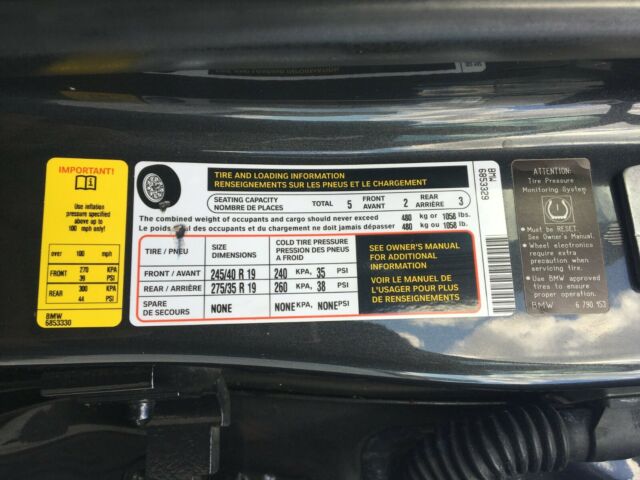 IMPORTANT!
Use inflation
pressure specified
above up to
100 mph only!
over 100 mph
FRONT 270 KPA
39 PSI
REAR 300 KPA
44 PSI
BMW
6853330
TIRE AND LOADING INFORMATION
RENSEIGNEMENTS SUR LES PNEUS ET LE CHARGEMENT
SEATING CAPACITY
NOMBRE DE PLACES
TOTAL 5
FRONT
AVANT
2
REAR
ARRIÈRE
3
The combined weight of occupants and cargo should never exceed 480 kg or 1058 lbs.
Le poids des occupants et du chargement ne doit jamais dépasser 480 kg or 1058 lb.
TIRE / PNEU
SIZE
DIMENSIONS
COLD TIRE PRESSURE
PRESSION DES PNEUS
A FROID
FRONT / AVANT 245/40 R 19 240 KPA, 35 PSI
REAR / ARRIÈRE 275/35 R 19 260 KPA, 38 PSI
SPARE
DE SECOURS
NONE NONE KPA, NONE PSI
SEE OWNER'S MANUAL
FOR ADDITIONAL
INFORMATION
VOIR LE MANUEL DE
L'USAGER POUR PLUS
DE RENSEIGNEMENTS
BMW
6853329
ATTENTION:
Tire Pressure
Monitoring System
• Must be RESET.
See Owner's Manual.
• Wheel electronics
require extra
precaution when
servicing tire.
• Use BMW approved
tires to ensure
proper operation.
BMW 6 790 152